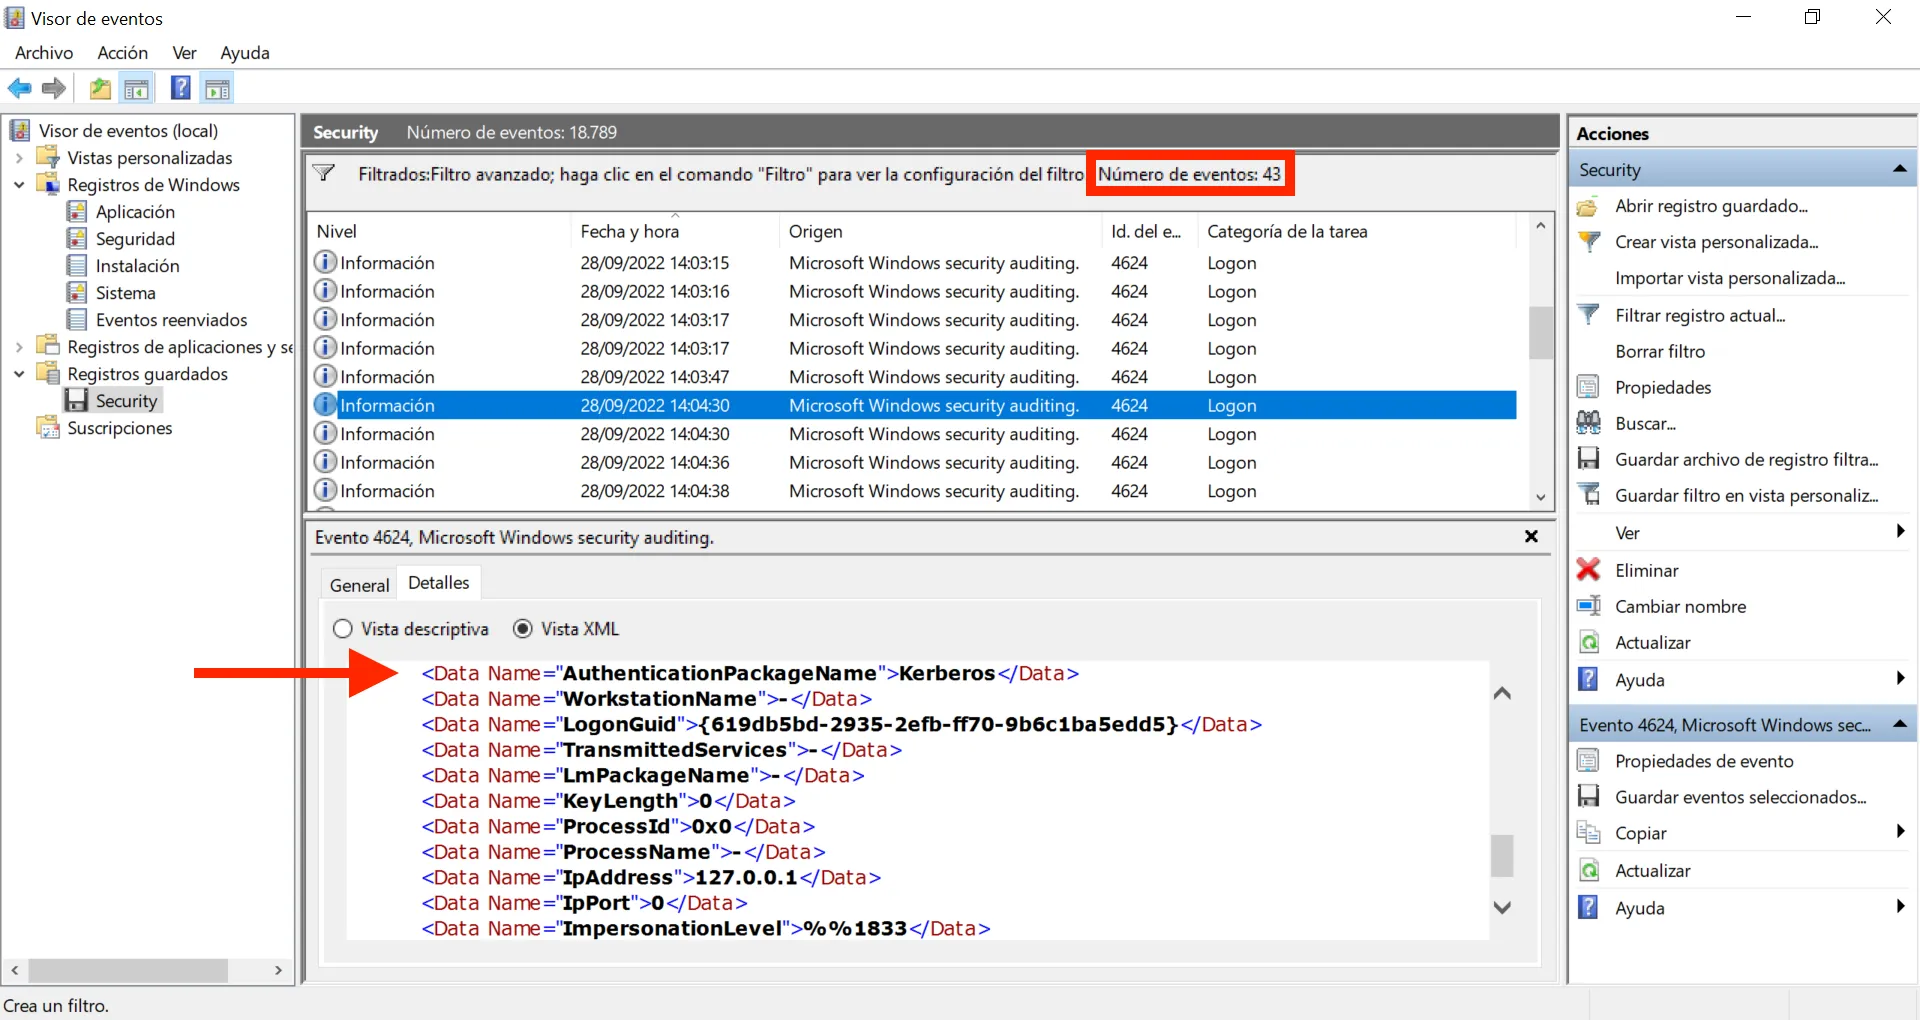 Visor de eventos
Archivo Acción Ver Ayuda
Visor de eventos (local)
Vistas personalizadas
Registros de Windows
Aplicación
Seguridad
Instalación
Sistema
Eventos reenviados
Registros de aplicaciones y se
Registros guardados
Security
Suscripciones
Security Número de eventos: 18.789
Filtrados:Filtro avanzado; haga clic en el comando "Filtro" para ver la configuración del filtro Número de eventos: 43
Nivel Fecha y hora Origen Id. del e... Categoría de la tarea
Información 28/09/2022 14:03:15 Microsoft Windows security auditing. 4624 Logon
Información 28/09/2022 14:03:16 Microsoft Windows security auditing. 4624 Logon
Información 28/09/2022 14:03:17 Microsoft Windows security auditing. 4624 Logon
Información 28/09/2022 14:03:17 Microsoft Windows security auditing. 4624 Logon
Información 28/09/2022 14:03:47 Microsoft Windows security auditing. 4624 Logon
Información 28/09/2022 14:04:30 Microsoft Windows security auditing. 4624 Logon
Información 28/09/2022 14:04:30 Microsoft Windows security auditing. 4624 Logon
Información 28/09/2022 14:04:36 Microsoft Windows security auditing. 4624 Logon
Información 28/09/2022 14:04:38 Microsoft Windows security auditing. 4624 Logon
Evento 4624, Microsoft Windows security auditing.
General Detalles
Vista descriptiva Vista XML
<Data Name="AuthenticationPackageName">Kerberos</Data>
<Data Name="WorkstationName">-</Data>
<Data Name="LogonGuid">{619db5bd-2935-2efb-ff70-9b6c1ba5edd5}</Data>
<Data Name="TransmittedServices">-</Data>
<Data Name="LmPackageName">-</Data>
<Data Name="KeyLength">0</Data>
<Data Name="ProcessId">0x0</Data>
<Data Name="ProcessName">-</Data>
<Data Name="IpAddress">127.0.0.1</Data>
<Data Name="IpPort">0</Data>
<Data Name="ImpersonationLevel">%%1833</Data>
Acciones
Security
Abrir registro guardado...
Crear vista personalizada...
Importar vista personalizada...
Filtrar registro actual...
Borrar filtro
Propiedades
Buscar...
Guardar archivo de registro filtra...
Guardar filtro en vista personaliz...
Ver
Eliminar
Cambiar nombre
Actualizar
Ayuda
Evento 4624, Microsoft Windows sec...
Propiedades de evento
Guardar eventos seleccionados...
Copiar
Actualizar
Ayuda
Crea un filtro.